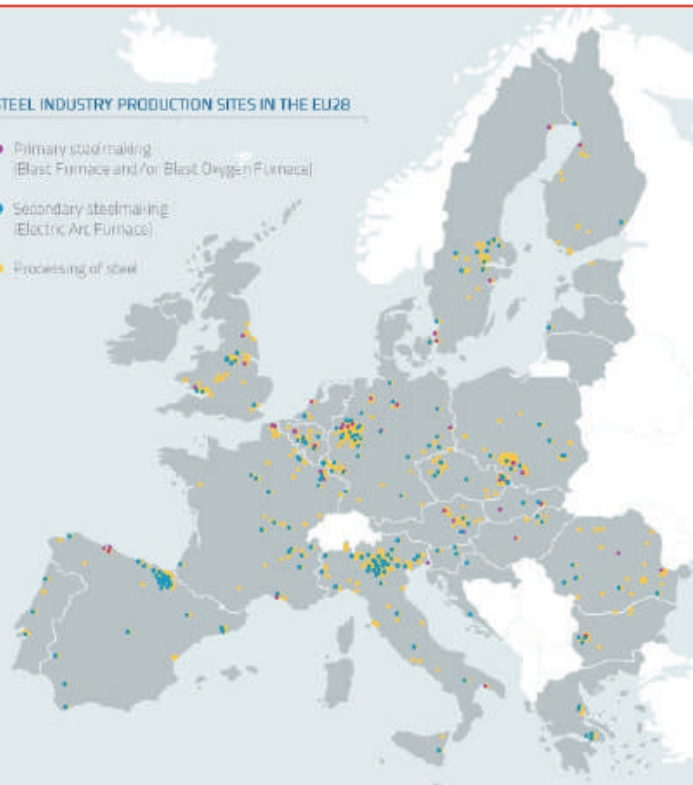 STEEL INDUSTRY PRODUCTION SITES IN THE EU28
Primary steelmaking
(Blast Furnace and/or Blast Oxygen Furnace)
Secondary steelmaking
(Electric Arc Furnace)
Processing of steel